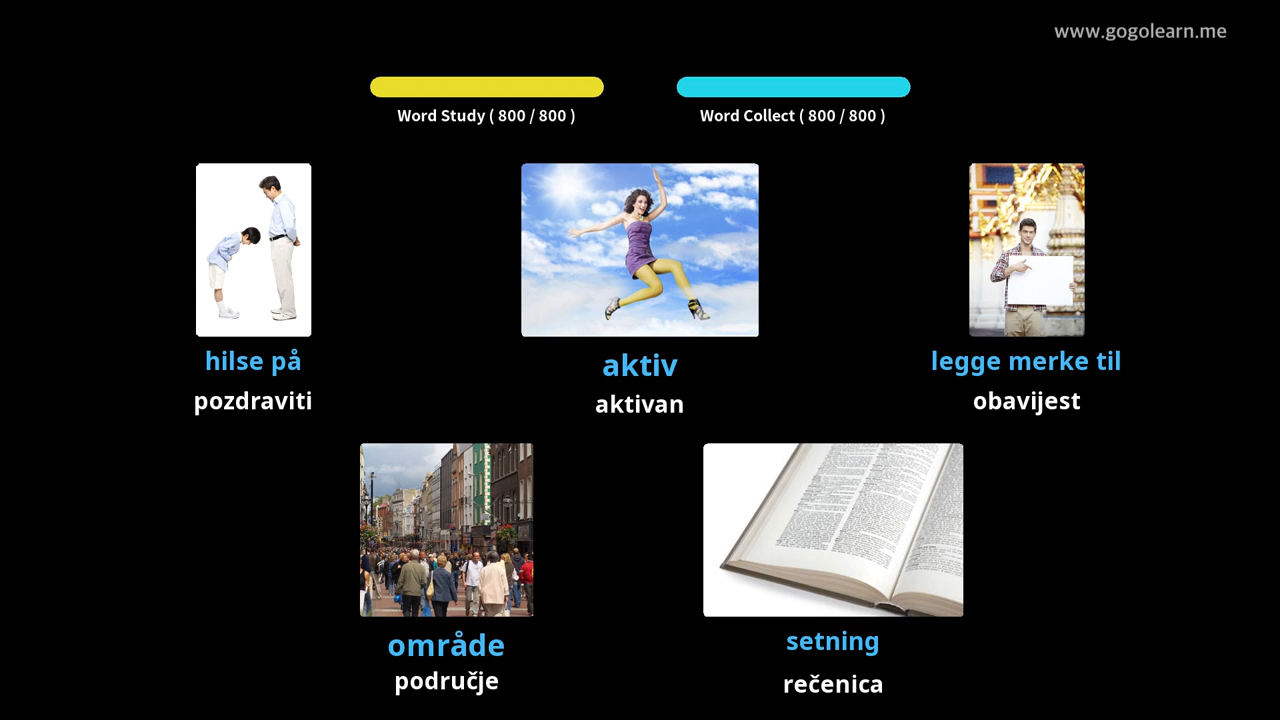 www.gogolearn.me
Word Study ( 800 / 800 )
Word Collect ( 800 / 800 )
hilse på
pozdraviti
aktiv
aktivan
legge merke til
obavijest
område
područje
setning
rečenica